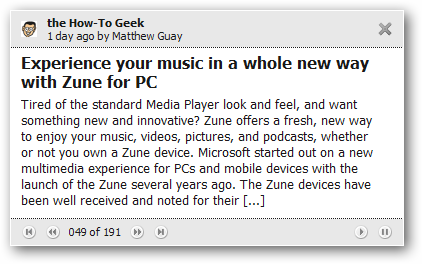 the How-To Geek
1 day ago by Matthew Guay
Experience your music in a whole new way
with Zune for PC
Tired of the standard Media Player look and feel, and want
something new and innovative? Zune offers a fresh, new way
to enjoy your music, videos, pictures, and podcasts, whether
or not you own a Zune device. Microsoft started out on a new
multimedia experience for PCs and mobile devices with the
launch of the Zune several years ago. The Zune devices have
been well received and noted for their [...]
049 of 191